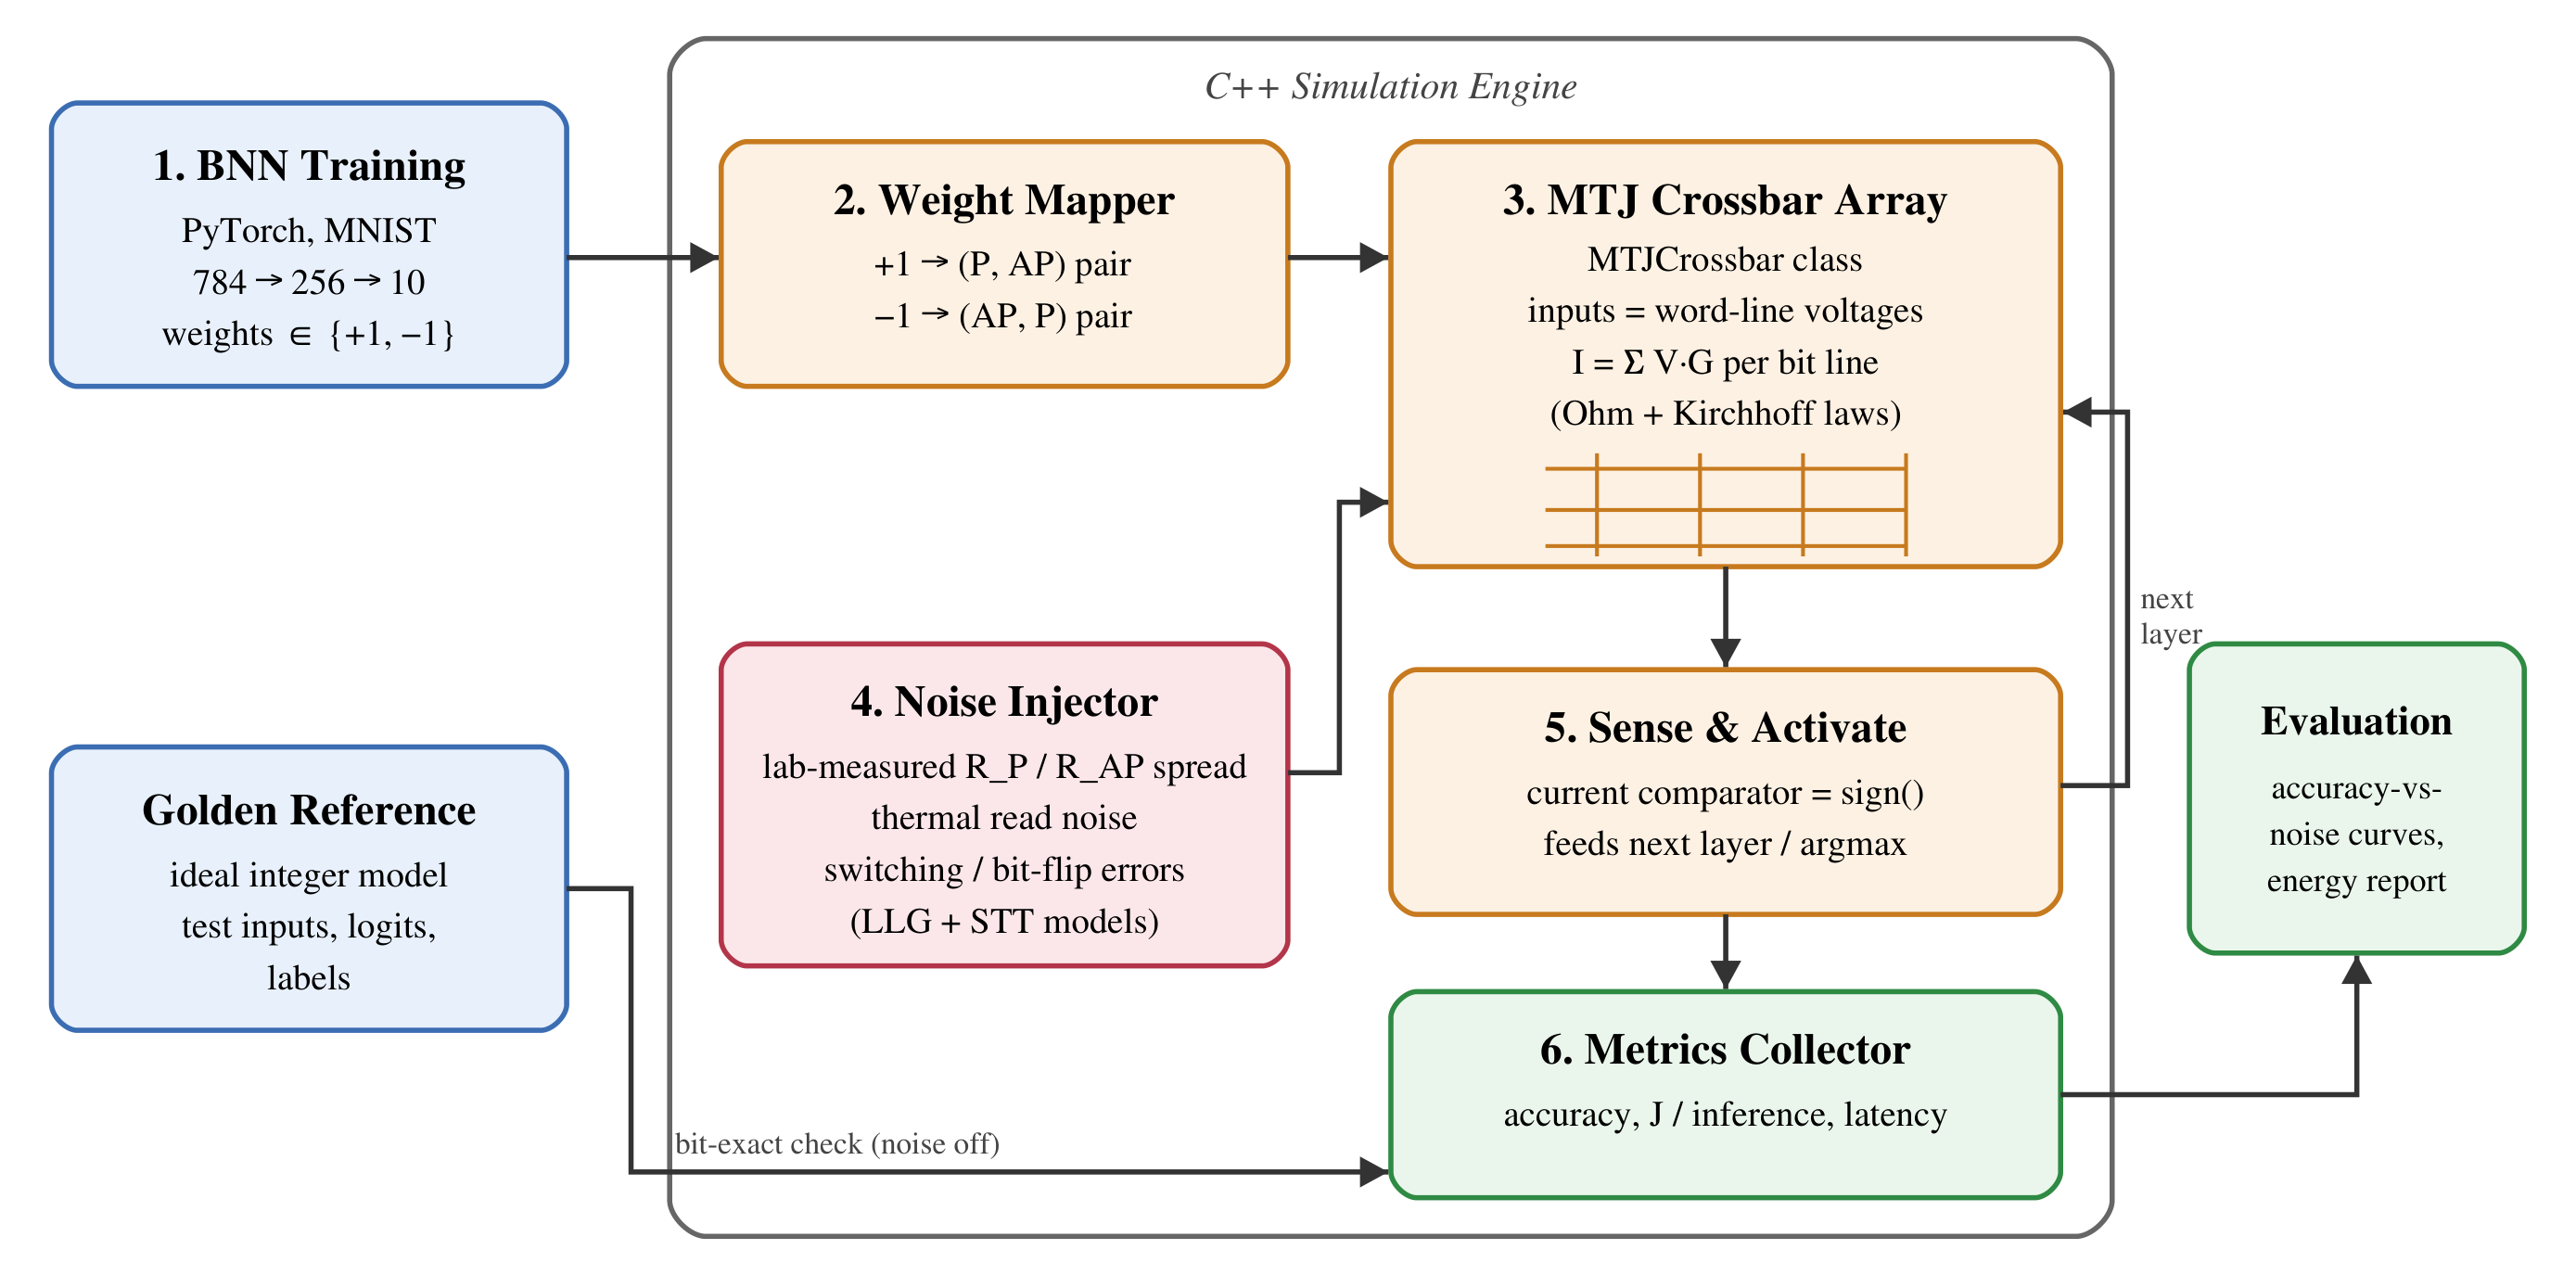 C++ Simulation Engine
1. BNN Training
PyTorch, MNIST
784 → 256 → 10
weights ∈ {+1, −1}
2. Weight Mapper
+1 → (P, AP) pair
−1 → (AP, P) pair
3. MTJ Crossbar Array
MTJCrossbar class
inputs = word-line voltages
I = Σ V·G per bit line
(Ohm + Kirchhoff laws)
next
layer
4. Noise Injector
lab-measured R_P / R_AP spread
thermal read noise
switching / bit-flip errors
(LLG + STT models)
5. Sense & Activate
current comparator = sign()
feeds next layer / argmax
Evaluation
accuracy-vs-
noise curves,
energy report
Golden Reference
ideal integer model
test inputs, logits,
labels
bit-exact check (noise off)
6. Metrics Collector
accuracy, J / inference, latency